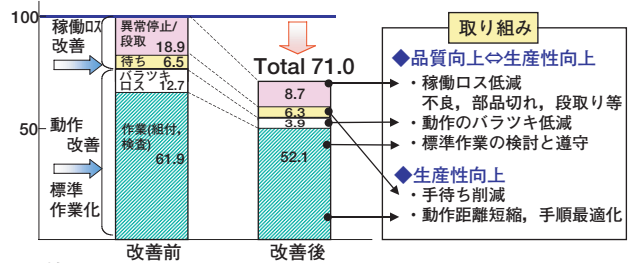 100
50
稼働ロス
改善
動作
改善
標準
作業化
異常停止/
段取
18.9
待ち 6.5
バラツキ
ロス 12.7
作業(組付,
検査)
61.9
改善前
Total 71.0
8.7
6.3
3.9
52.1
改善後
取り組み
◆品質向上⇔生産性向上
・稼働ロス低減
不良，部品切れ，段取り等
・動作のバラツキ低減
・標準作業の検討と遵守
◆生産性向上
・手待ち削減
・動作距離短縮，手順最適化